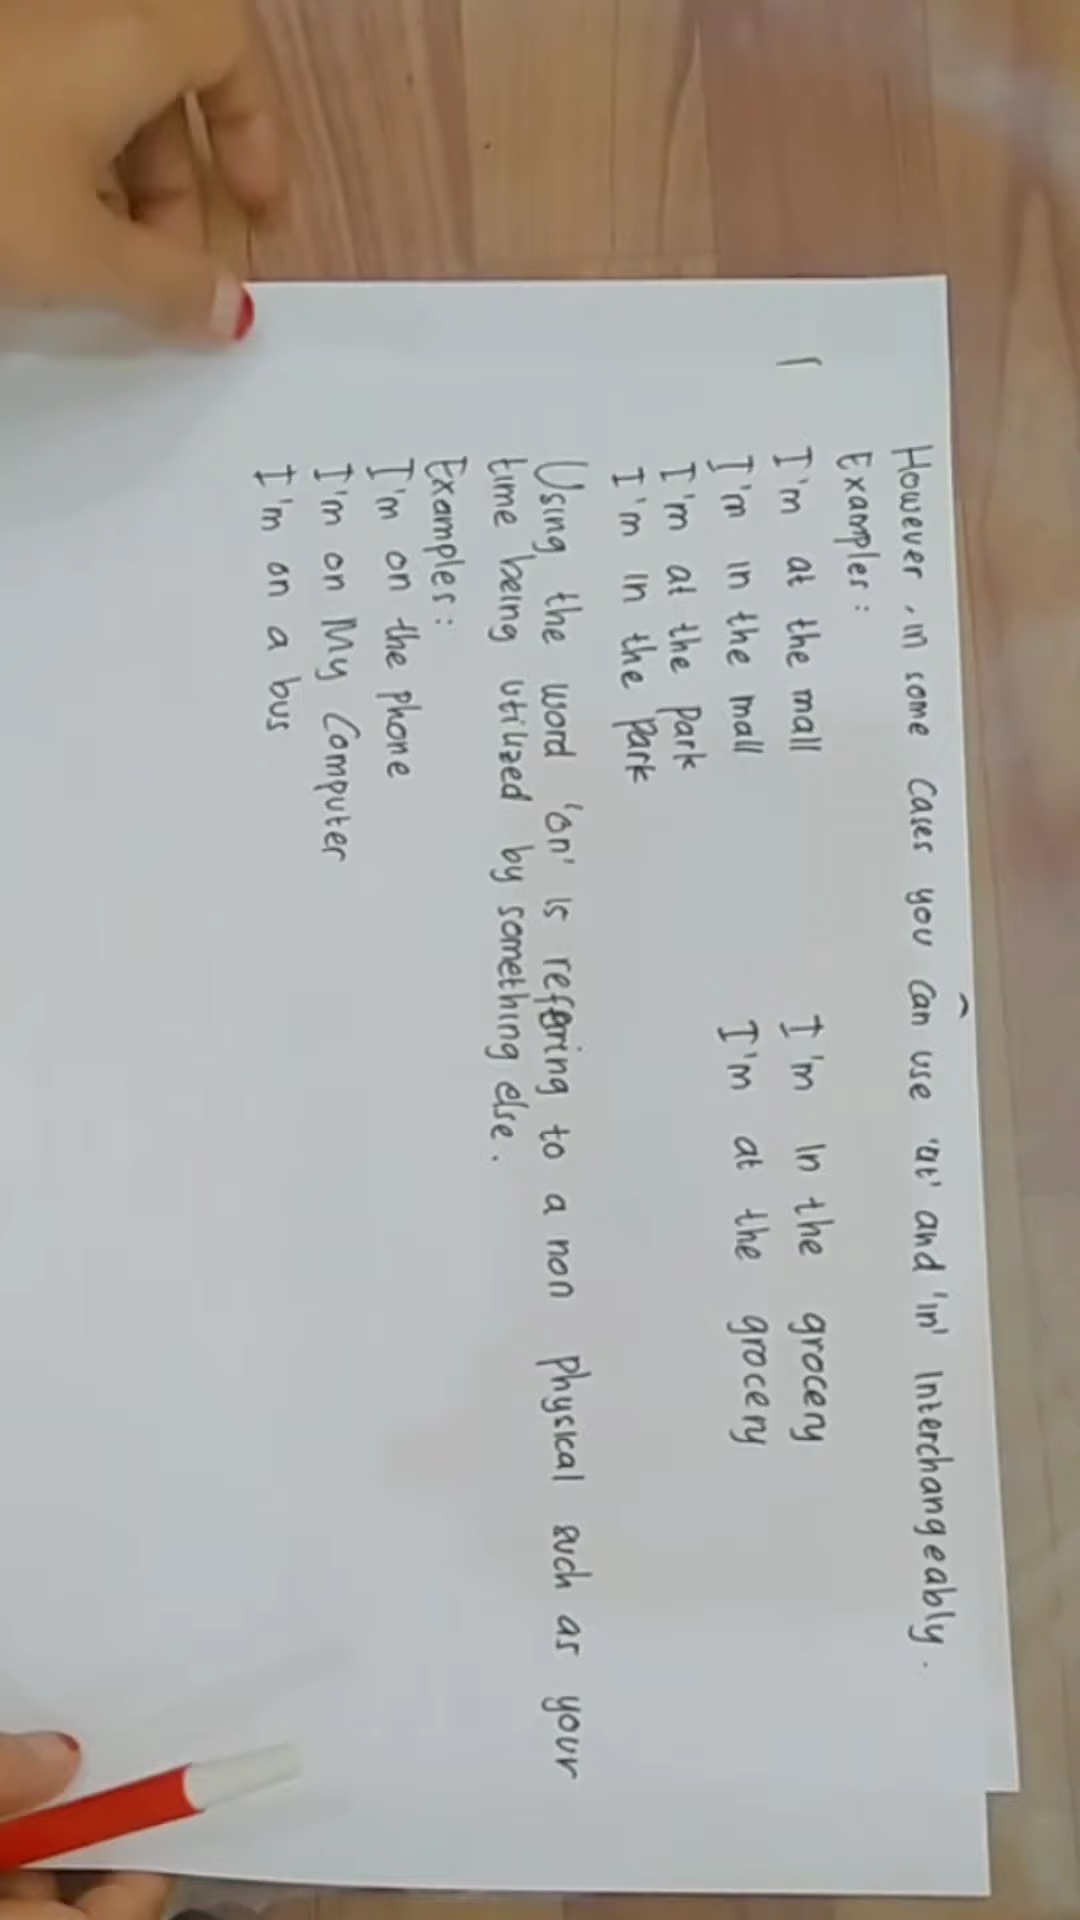 However, in some cases you can use 'at' and 'in' Interchangeably.
Examples:
I'm at the mall
I'm in the mall
I'm at the Park
I'm in the Park
I'm In the grocery
I'm at the grocery
Using the word 'on' is reffering to a non physical such as your
time being utilized by something else.
Examples:
I'm on the phone
I'm on My Computer
I'm on a bus